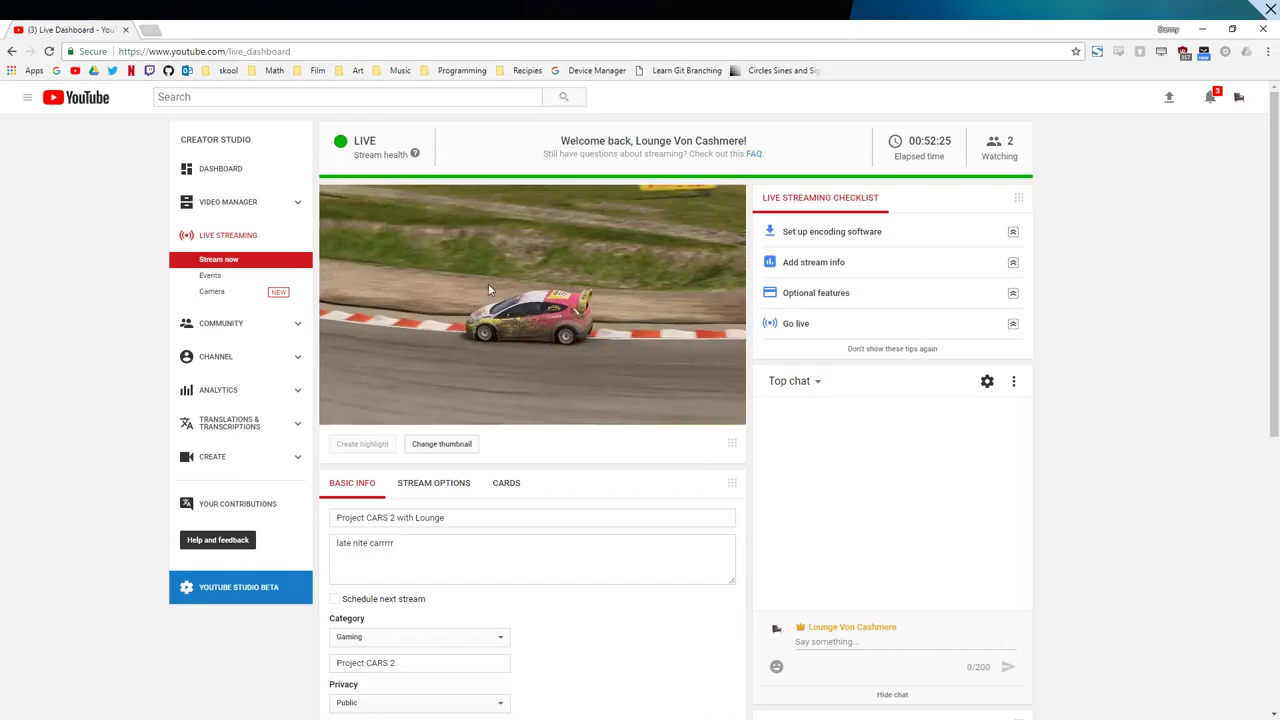 (3) Live Dashboard - You
Danny
Secure
https://www.youtube.com/live_dashboard
357
new
Apps
skool
Math
Film
Art
Music
Programming
Recipies
Device Manager
Learn Git Branching
Circles Sines and Sig
YouTube
Search
3
CREATOR STUDIO
DASHBOARD
VIDEO MANAGER
LIVE STREAMING
Stream now
Events
Camera
NEW
COMMUNITY
CHANNEL
ANALYTICS
TRANSLATIONS &
TRANSCRIPTIONS
CREATE
YOUR CONTRIBUTIONS
Help and feedback
YOUTUBE STUDIO BETA
LIVE
Stream health
Welcome back, Lounge Von Cashmere!
Still have questions about streaming? Check out this FAQ.
00:52:25
Elapsed time
2
Watching
Create highlight
Change thumbnail
BASIC INFO
STREAM OPTIONS
CARDS
Project CARS 2 with Lounge
late nite carrrrr
Schedule next stream
Category
Gaming
Project CARS 2
Privacy
Public
LIVE STREAMING CHECKLIST
Set up encoding software
Add stream info
Optional features
Go live
Don't show these tips again
Top chat
Lounge Von Cashmere
Say something...
0/200
Hide chat